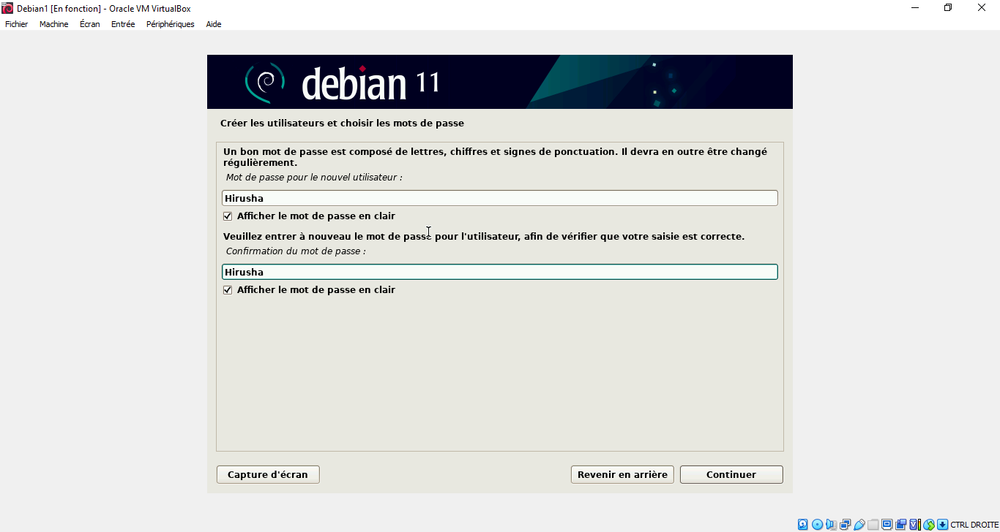 Debian1 [En fonction] - Oracle VM VirtualBox
Fichier Machine Écran Entrée Périphériques Aide
debian 11
Créer les utilisateurs et choisir les mots de passe
Un bon mot de passe est composé de lettres, chiffres et signes de ponctuation. Il devra en outre être changé
régulièrement.
Mot de passe pour le nouvel utilisateur :
Hirusha
Afficher le mot de passe en clair
Veuillez entrer à nouveau le mot de passe pour l'utilisateur, afin de vérifier que votre saisie est correcte.
Confirmation du mot de passe :
Hirusha
Afficher le mot de passe en clair
Capture d'écran Revenir en arrière Continuer
CTRL DROITE